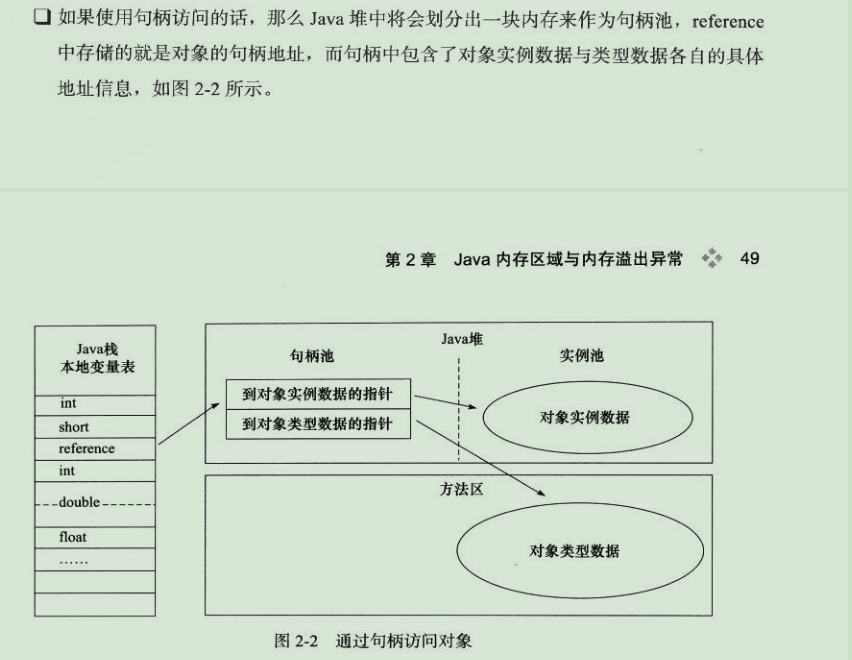 ❑ 如果使用句柄访问的话，那么 Java 堆中将会划分出一块内存来作为句柄池，reference
中存储的就是对象的句柄地址，而句柄中包含了对象实例数据与类型数据各自的具体
地址信息，如图 2-2 所示。
第 2 章 Java 内存区域与内存溢出异常 49
Java栈
本地变量表
int
short
reference
int
double
float
……
Java堆
句柄池
实例池
到对象实例数据的指针
到对象类型数据的指针
对象实例数据
方法区
对象类型数据
图 2-2 通过句柄访问对象